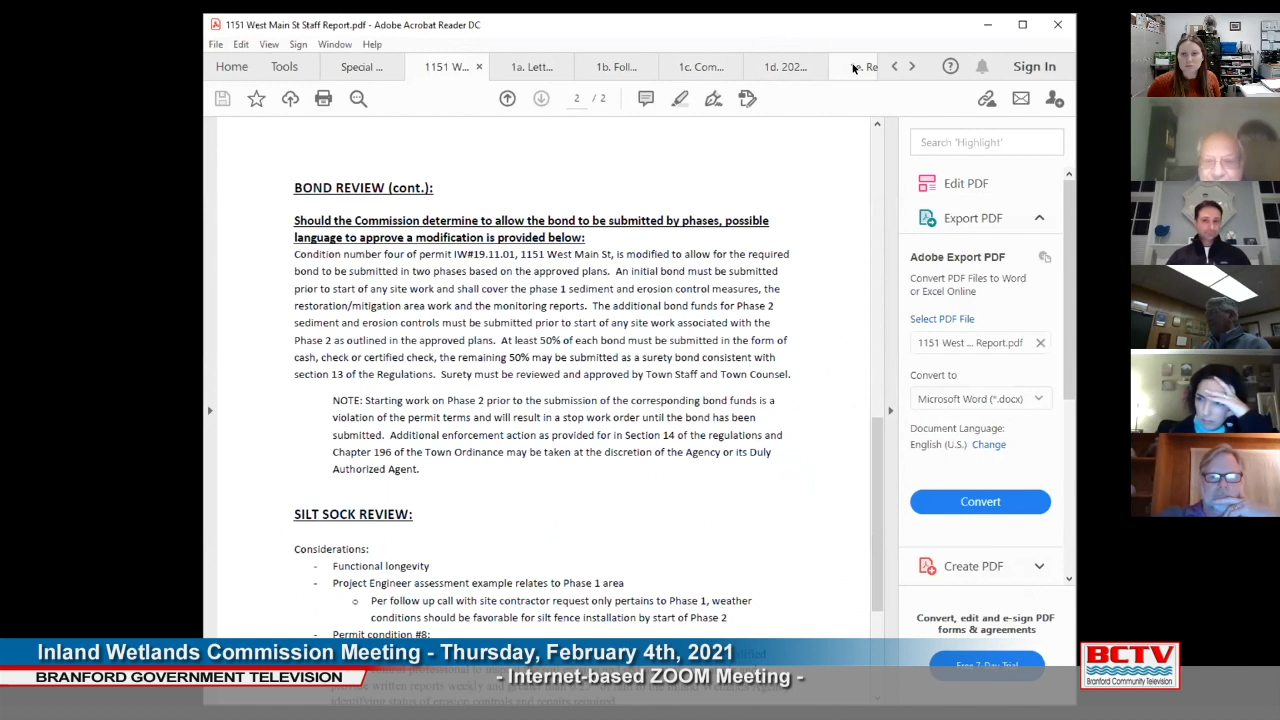 1151 West Main St Staff Report.pdf - Adobe Acrobat Reader DC
File Edit View Sign Window Help
Home Tools Special ... 1151 W... × 1a. Lett... 1b. Foll... 1c. Com... 1d. 202... 1e. Re Sign In
2 / 2
BOND REVIEW (cont.):
Should the Commission determine to allow the bond to be submitted by phases, possible
language to approve a modification is provided below:
Condition number four of permit IW#19.11.01, 1151 West Main St, is modified to allow for the required
bond to be submitted in two phases based on the approved plans. An initial bond must be submitted
prior to start of any site work and shall cover the phase 1 sediment and erosion control measures, the
restoration/mitigation area work and the monitoring reports. The additional bond funds for Phase 2
sediment and erosion controls must be submitted prior to start of any site work associated with the
Phase 2 as outlined in the approved plans. At least 50% of each bond must be submitted in the form of
cash, check or certified check, the remaining 50% may be submitted as a surety bond consistent with
section 13 of the Regulations. Surety must be reviewed and approved by Town Staff and Town Counsel.
NOTE: Starting work on Phase 2 prior to the submission of the corresponding bond funds is a
violation of the permit terms and will result in a stop work order until the bond has been
submitted. Additional enforcement action as provided for in Section 14 of the regulations and
Chapter 196 of the Town Ordinance may be taken at the discretion of the Agency or its Duly
Authorized Agent.
SILT SOCK REVIEW:
Considerations:
- Functional longevity
- Project Engineer assessment example relates to Phase 1 area
o Per follow up call with site contractor request only pertains to Phase 1, weather
conditions should be favorable for silt fence installation by start of Phase 2
- Permit condition #8:
Search 'Highlight'
Edit PDF
Export PDF
Adobe Export PDF
Convert PDF Files to Word
or Excel Online
Select PDF File
1151 West ... Report.pdf
Convert to
Microsoft Word (*.docx)
Document Language:
English (U.S.) Change
Convert
Create PDF
Convert, edit and e-sign PDF
forms & agreements
Free 7-Day Trial
Inland Wetlands Commission Meeting - Thursday, February 4th, 2021
BRANFORD GOVERNMENT TELEVISION
- Internet-based ZOOM Meeting -
BCTV
Branford Community Television